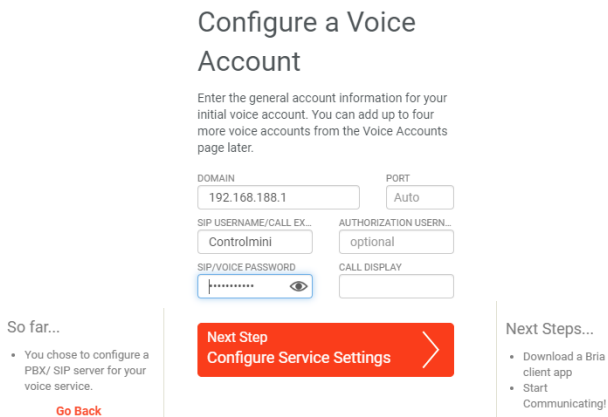 Configure a Voice
Account
Enter the general account information for your
initial voice account. You can add up to four
more voice accounts from the Voice Accounts
page later.
DOMAIN PORT
192.168.188.1 Auto
SIP USERNAME/CALL EX... AUTHORIZATION USERN...
Controlmini optional
SIP/VOICE PASSWORD CALL DISPLAY
•••••••••••
So far...
• You chose to configure a
PBX/ SIP server for your
voice service.
Go Back
Next Step
Configure Service Settings
Next Steps...
• Download a Bria
client app
• Start
Communicating!